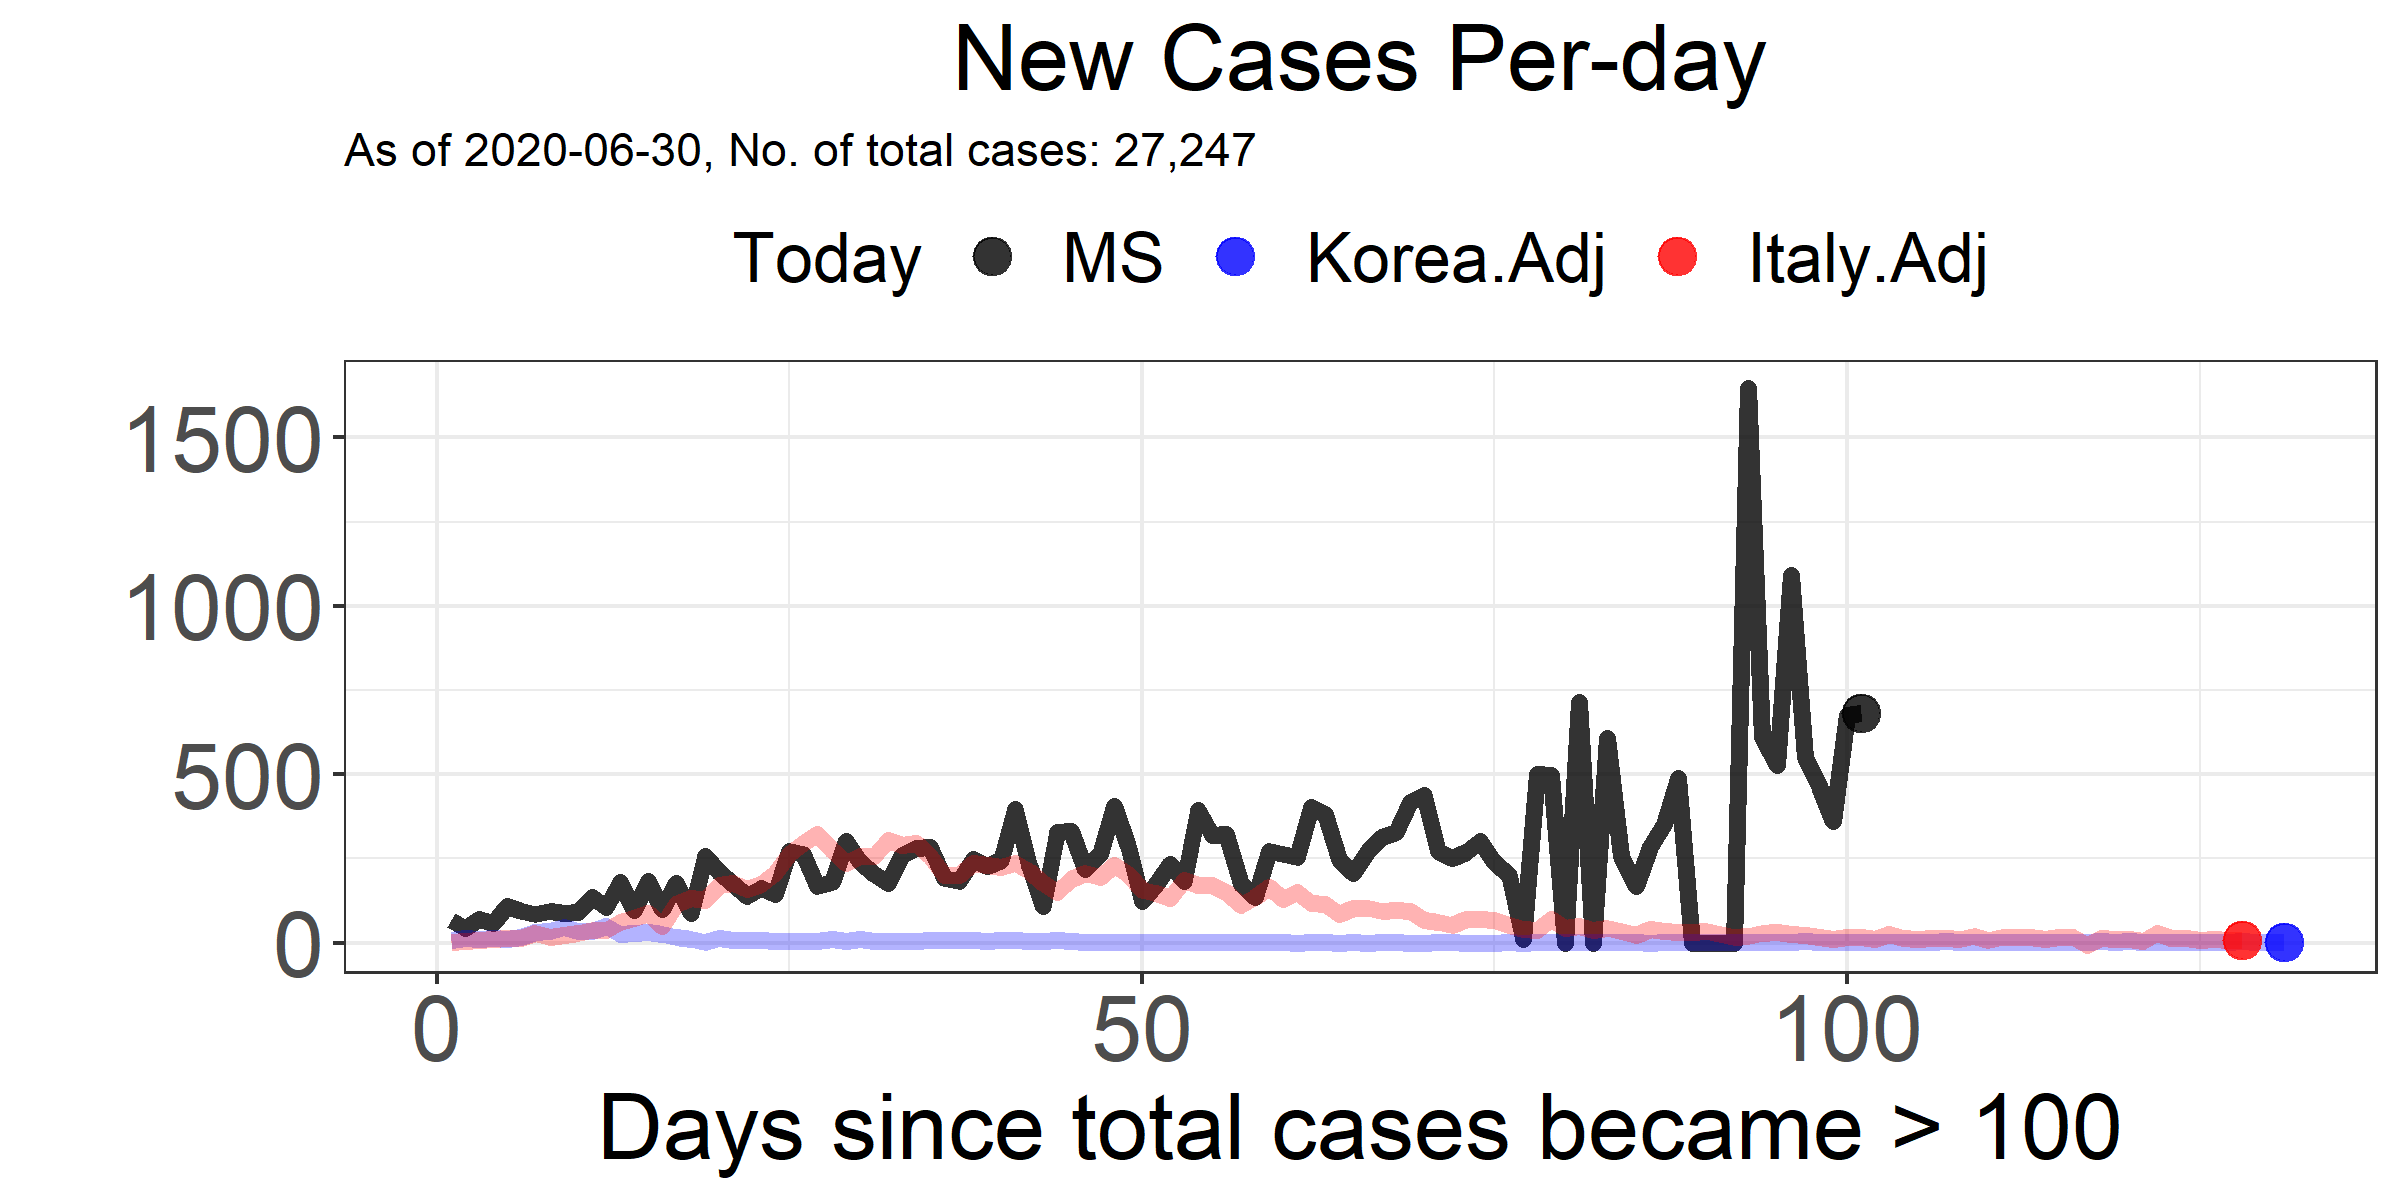 New Cases Per-day
As of 2020-06-30, No. of total cases: 27,247
Today MS Korea.Adj Italy.Adj
1500
1000
500
0
0 50 100
Days since total cases became > 100